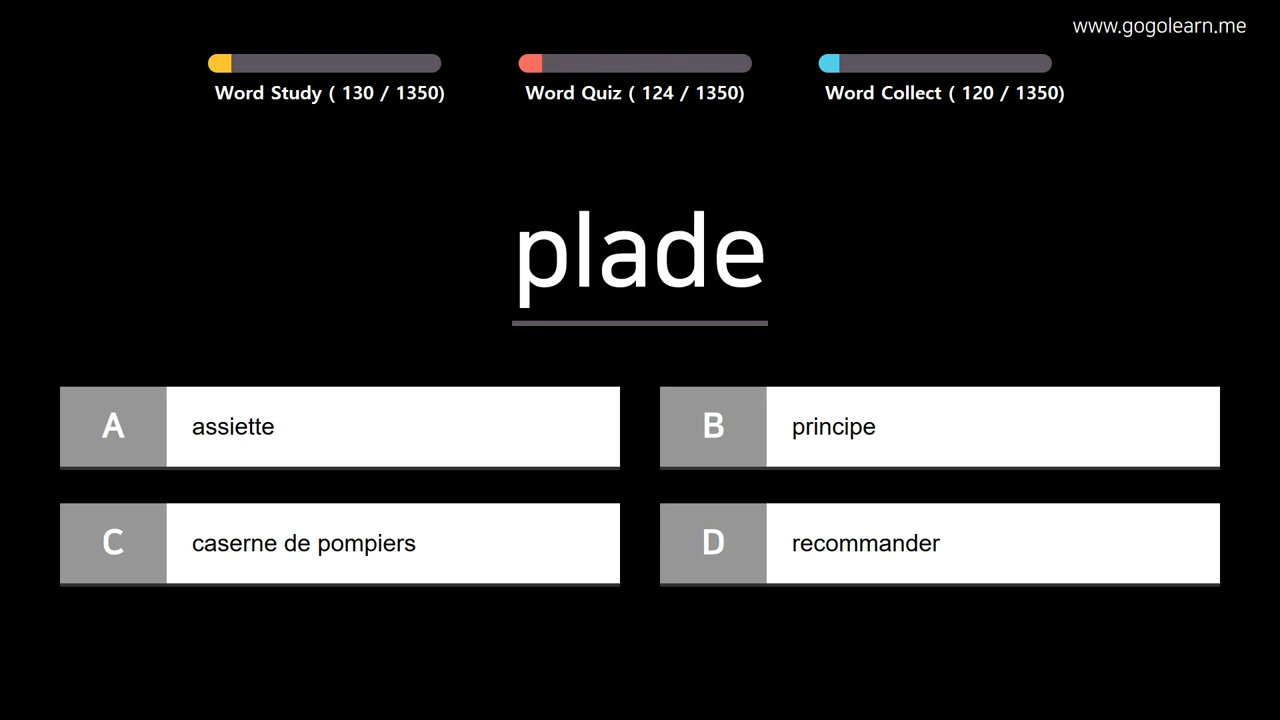 www.gogolearn.me
Word Study ( 130 / 1350)
Word Quiz ( 124 / 1350)
Word Collect ( 120 / 1350)
plade
A assiette
B principe
C caserne de pompiers
D recommander